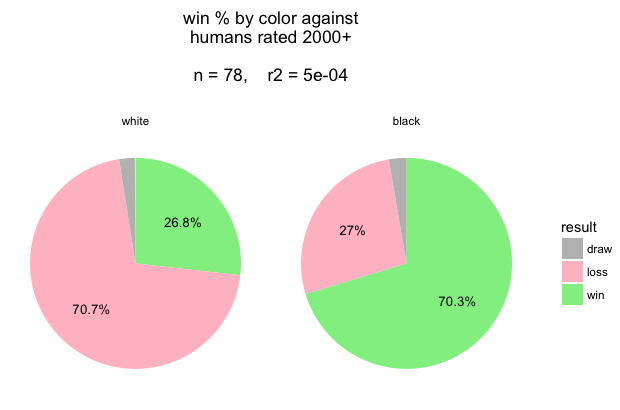 win % by color against
humans rated 2000+
n = 78,    r2 = 5e-04
white
black
26.8%
70.7%
27%
70.3%
result
draw
loss
win